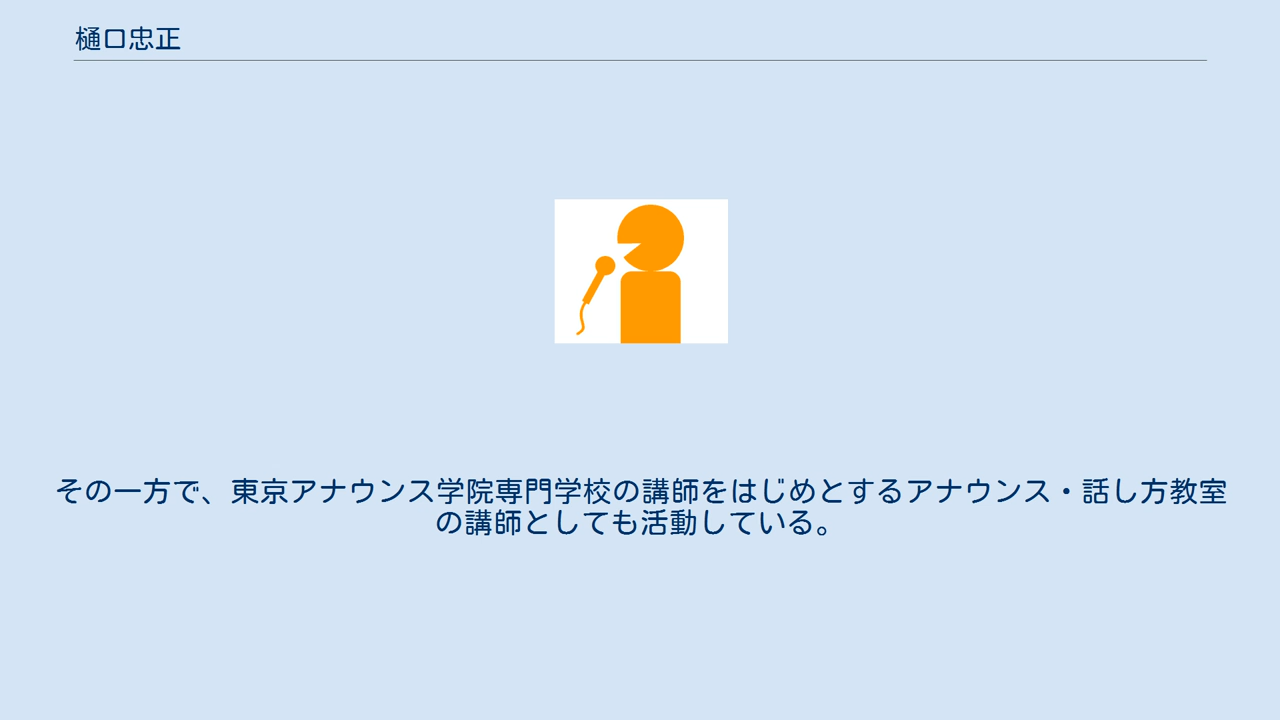 樋口忠正
その一方で、東京アナウンス学院専門学校の講師をはじめとするアナウンス・話し方教室
の講師としても活動している。